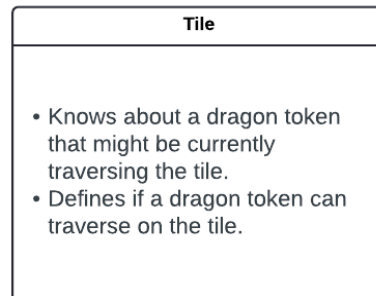 Tile
• Knows about a dragon token
that might be currently
traversing the tile.
• Defines if a dragon token can
traverse on the tile.